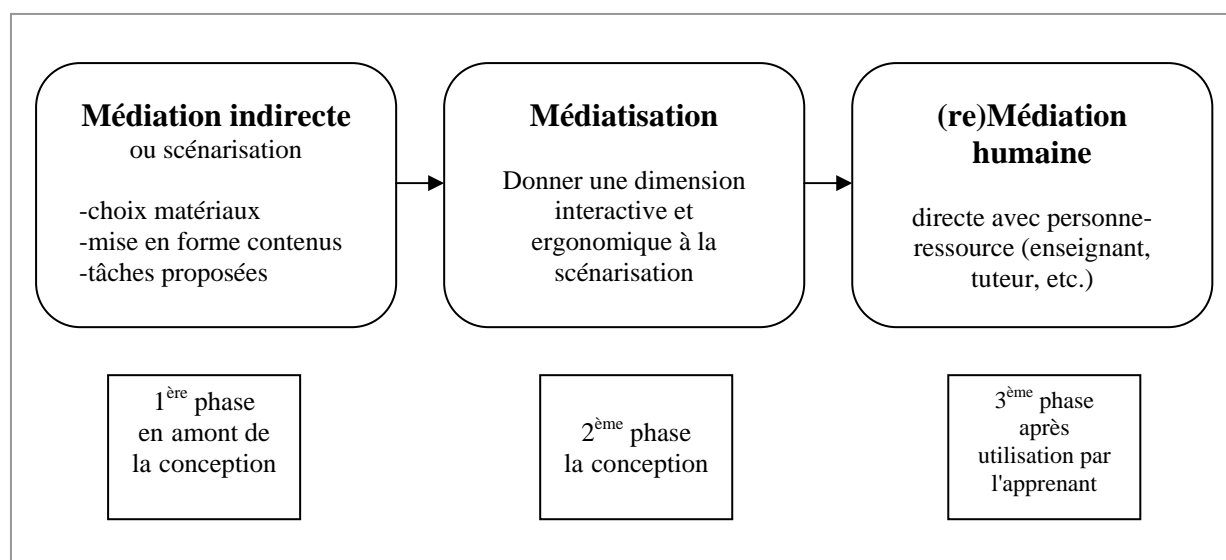 Médiation indirecte
ou scénarisation
-choix matériaux
-mise en forme contenus
-tâches proposées
Médiatisation
Donner une dimension
interactive et
ergonomique à la
scénarisation
(re)Médiation
humaine
directe avec personne-
ressource (enseignant,
tuteur, etc.)
1ère phase
en amont de
la conception
2ème phase
la conception
3ème phase
après
utilisation par
l'apprenant